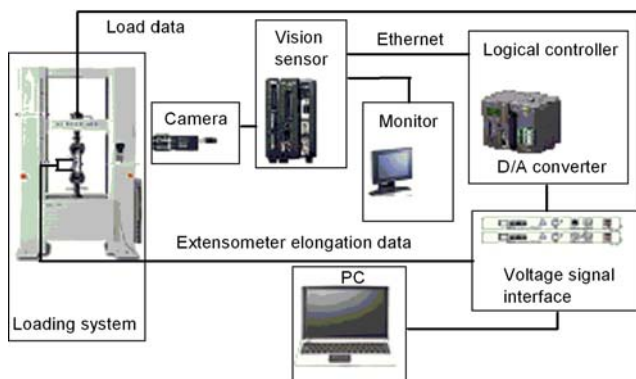 Load data
Vision
sensor
Ethernet
Logical controller
Camera
Monitor
D/A converter
Extensometer elongation data
PC
Voltage signal
interface
Loading system